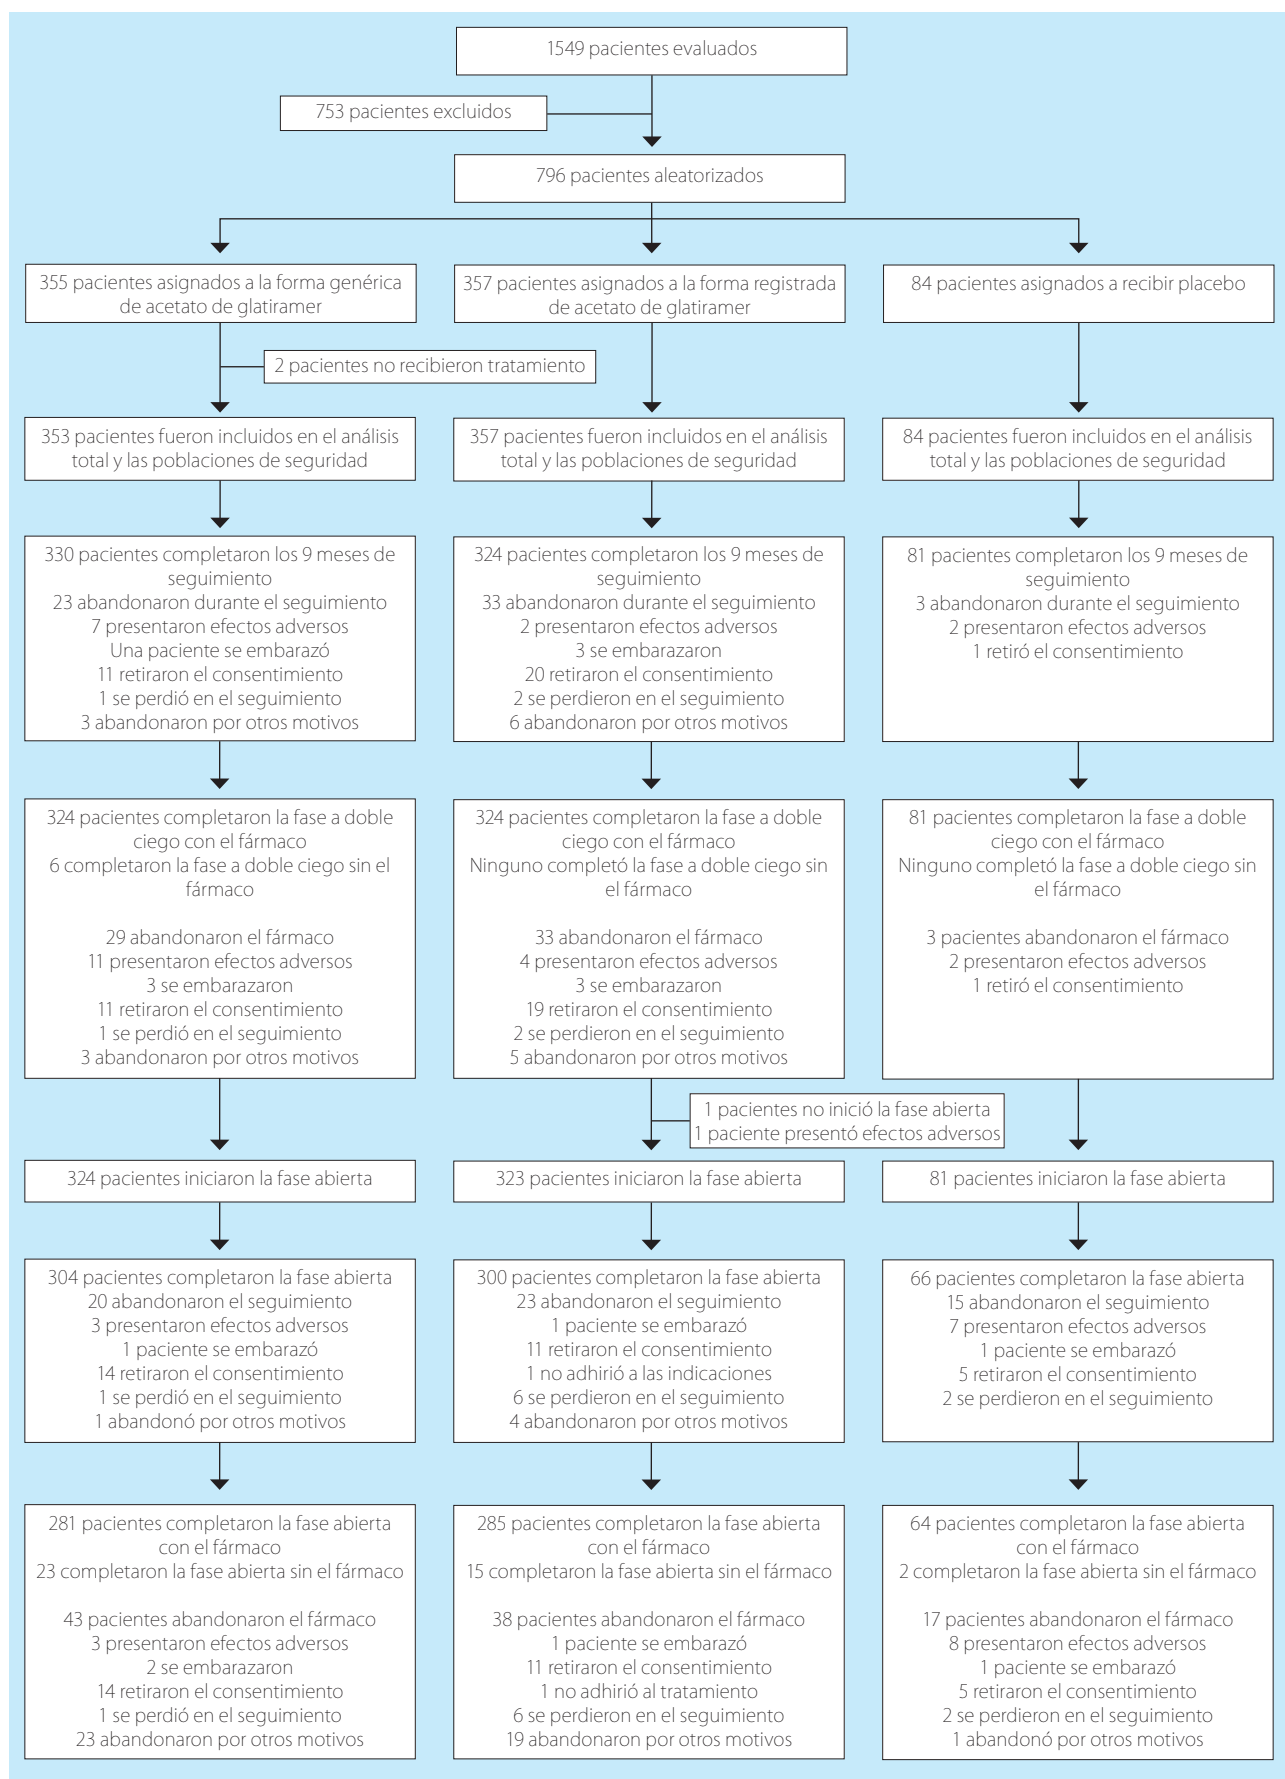 1549 pacientes evaluados
753 pacientes excluidos
796 pacientes aleatorizados
355 pacientes asignados a la forma genérica
de acetato de glatiramer
357 pacientes asignados a la forma registrada
de acetato de glatiramer
84 pacientes asignados a recibir placebo
2 pacientes no recibieron tratamiento
353 pacientes fueron incluidos en el análisis
total y las poblaciones de seguridad
357 pacientes fueron incluidos en el análisis
total y las poblaciones de seguridad
84 pacientes fueron incluidos en el análisis
total y las poblaciones de seguridad
330 pacientes completaron los 9 meses de
seguimiento
23 abandonaron durante el seguimiento
7 presentaron efectos adversos
Una paciente se embarazó
11 retiraron el consentimiento
1 se perdió en el seguimiento
3 abandonaron por otros motivos
324 pacientes completaron los 9 meses de
seguimiento
33 abandonaron durante el seguimiento
2 presentaron efectos adversos
3 se embarazaron
20 retiraron el consentimiento
2 se perdieron en el seguimiento
6 abandonaron por otros motivos
81 pacientes completaron los 9 meses de
seguimiento
3 abandonaron durante el seguimiento
2 presentaron efectos adversos
1 retiró el consentimiento
324 pacientes completaron la fase a doble
ciego con el fármaco
6 completaron la fase a doble ciego sin el
fármaco
29 abandonaron el fármaco
11 presentaron efectos adversos
3 se embarazaron
11 retiraron el consentimiento
1 se perdió en el seguimiento
3 abandonaron por otros motivos
324 pacientes completaron la fase a doble
ciego con el fármaco
Ninguno completó la fase a doble ciego sin
el fármaco
33 abandonaron el fármaco
4 presentaron efectos adversos
3 se embarazaron
19 retiraron el consentimiento
2 se perdieron en el seguimiento
5 abandonaron por otros motivos
81 pacientes completaron la fase a doble
ciego con el fármaco
Ninguno completó la fase a doble ciego sin
el fármaco
3 pacientes abandonaron el fármaco
2 presentaron efectos adversos
1 retiró el consentimiento
1 pacientes no inició la fase abierta
1 paciente presentó efectos adversos
324 pacientes iniciaron la fase abierta
323 pacientes iniciaron la fase abierta
81 pacientes iniciaron la fase abierta
304 pacientes completaron la fase abierta
20 abandonaron el seguimiento
3 presentaron efectos adversos
1 paciente se embarazó
14 retiraron el consentimiento
1 se perdió en el seguimiento
1 abandonó por otros motivos
300 pacientes completaron la fase abierta
23 abandonaron el seguimiento
1 paciente se embarazó
11 retiraron el consentimiento
1 no adhirió a las indicaciones
6 se perdieron en el seguimiento
4 abandonaron por otros motivos
66 pacientes completaron la fase abierta
15 abandonaron el seguimiento
7 presentaron efectos adversos
1 paciente se embarazó
5 retiraron el consentimiento
2 se perdieron en el seguimiento
281 pacientes completaron la fase abierta
con el fármaco
23 completaron la fase abierta sin el fármaco
43 pacientes abandonaron el fármaco
3 presentaron efectos adversos
2 se embarazaron
14 retiraron el consentimiento
1 se perdió en el seguimiento
23 abandonaron por otros motivos
285 pacientes completaron la fase abierta
con el fármaco
15 completaron la fase abierta sin el fármaco
38 pacientes abandonaron el fármaco
1 paciente se embarazó
11 retiraron el consentimiento
1 no adhirió al tratamiento
6 se perdieron en el seguimiento
19 abandonaron por otros motivos
64 pacientes completaron la fase abierta
con el fármaco
2 completaron la fase abierta sin el fármaco
17 pacientes abandonaron el fármaco
8 presentaron efectos adversos
1 paciente se embarazó
5 retiraron el consentimiento
2 se perdieron en el seguimiento
1 abandonó por otros motivos